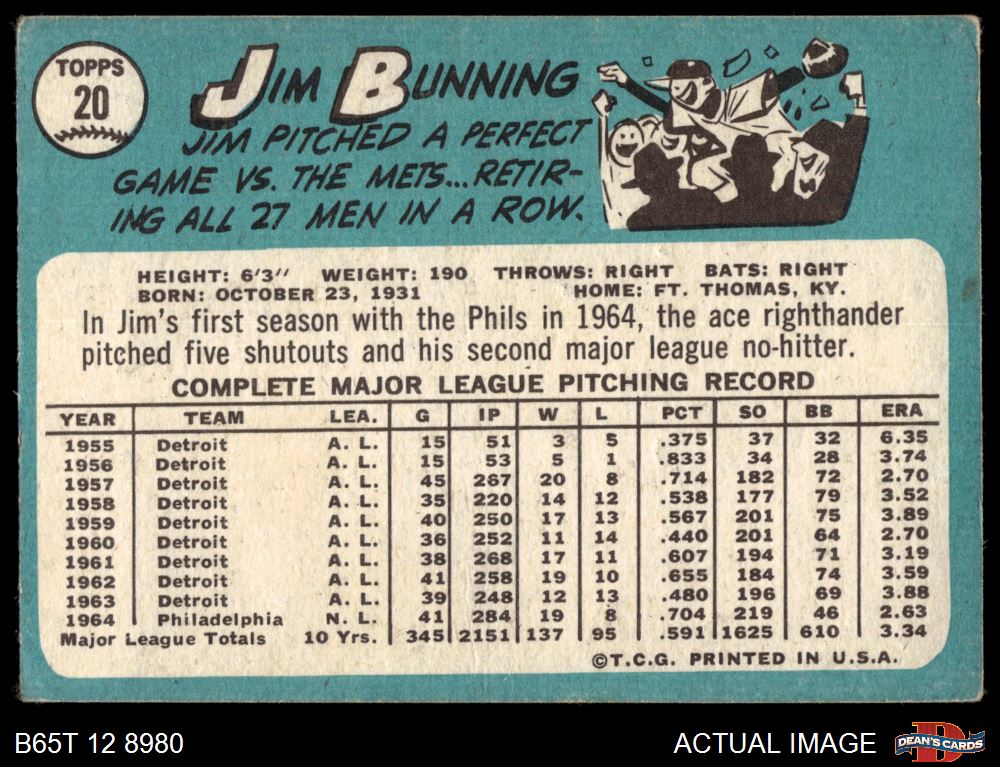 TOPPS
20
JIM BUNNING
JIM PITCHED A PERFECT
GAME VS. THE METS...RETIR-
ING ALL 27 MEN IN A ROW.
HEIGHT: 6'3" WEIGHT: 190 THROWS: RIGHT BATS: RIGHT
BORN: OCTOBER 23, 1931 HOME: FT. THOMAS, KY.
In Jim's first season with the Phils in 1964, the ace righthander
pitched five shutouts and his second major league no-hitter.
COMPLETE MAJOR LEAGUE PITCHING RECORD
YEAR TEAM LEA. G IP W L PCT SO BB ERA
1955 Detroit A. L. 15 51 3 5 .375 37 32 6.35
1956 Detroit A. L. 15 53 5 1 .833 34 28 3.74
1957 Detroit A. L. 45 267 20 8 .714 182 72 2.70
1958 Detroit A. L. 35 220 14 12 .538 177 79 3.52
1959 Detroit A. L. 40 250 17 13 .567 201 75 3.89
1960 Detroit A. L. 36 252 11 14 .440 201 64 2.70
1961 Detroit A. L. 38 268 17 11 .607 194 71 3.19
1962 Detroit A. L. 41 258 19 10 .655 184 74 3.59
1963 Detroit A. L. 39 248 12 13 .480 196 69 3.88
1964 Philadelphia N. L. 41 284 19 8 .704 219 46 2.63
Major League Totals 10 Yrs. 345 2151 137 95 .591 1625 610 3.34
©T.C.G. PRINTED IN U.S.A.
B65T 12 8980
ACTUAL IMAGE
D
DEAN'S CARDS